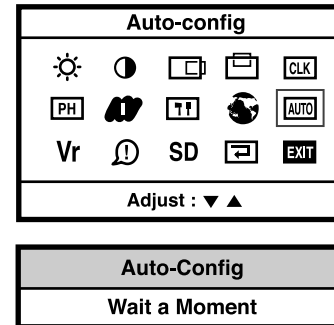 Auto-config
CLK
PH AUTO
Vr SD EXIT
Adjust : ▼ ▲
Auto-Config
Wait a Moment